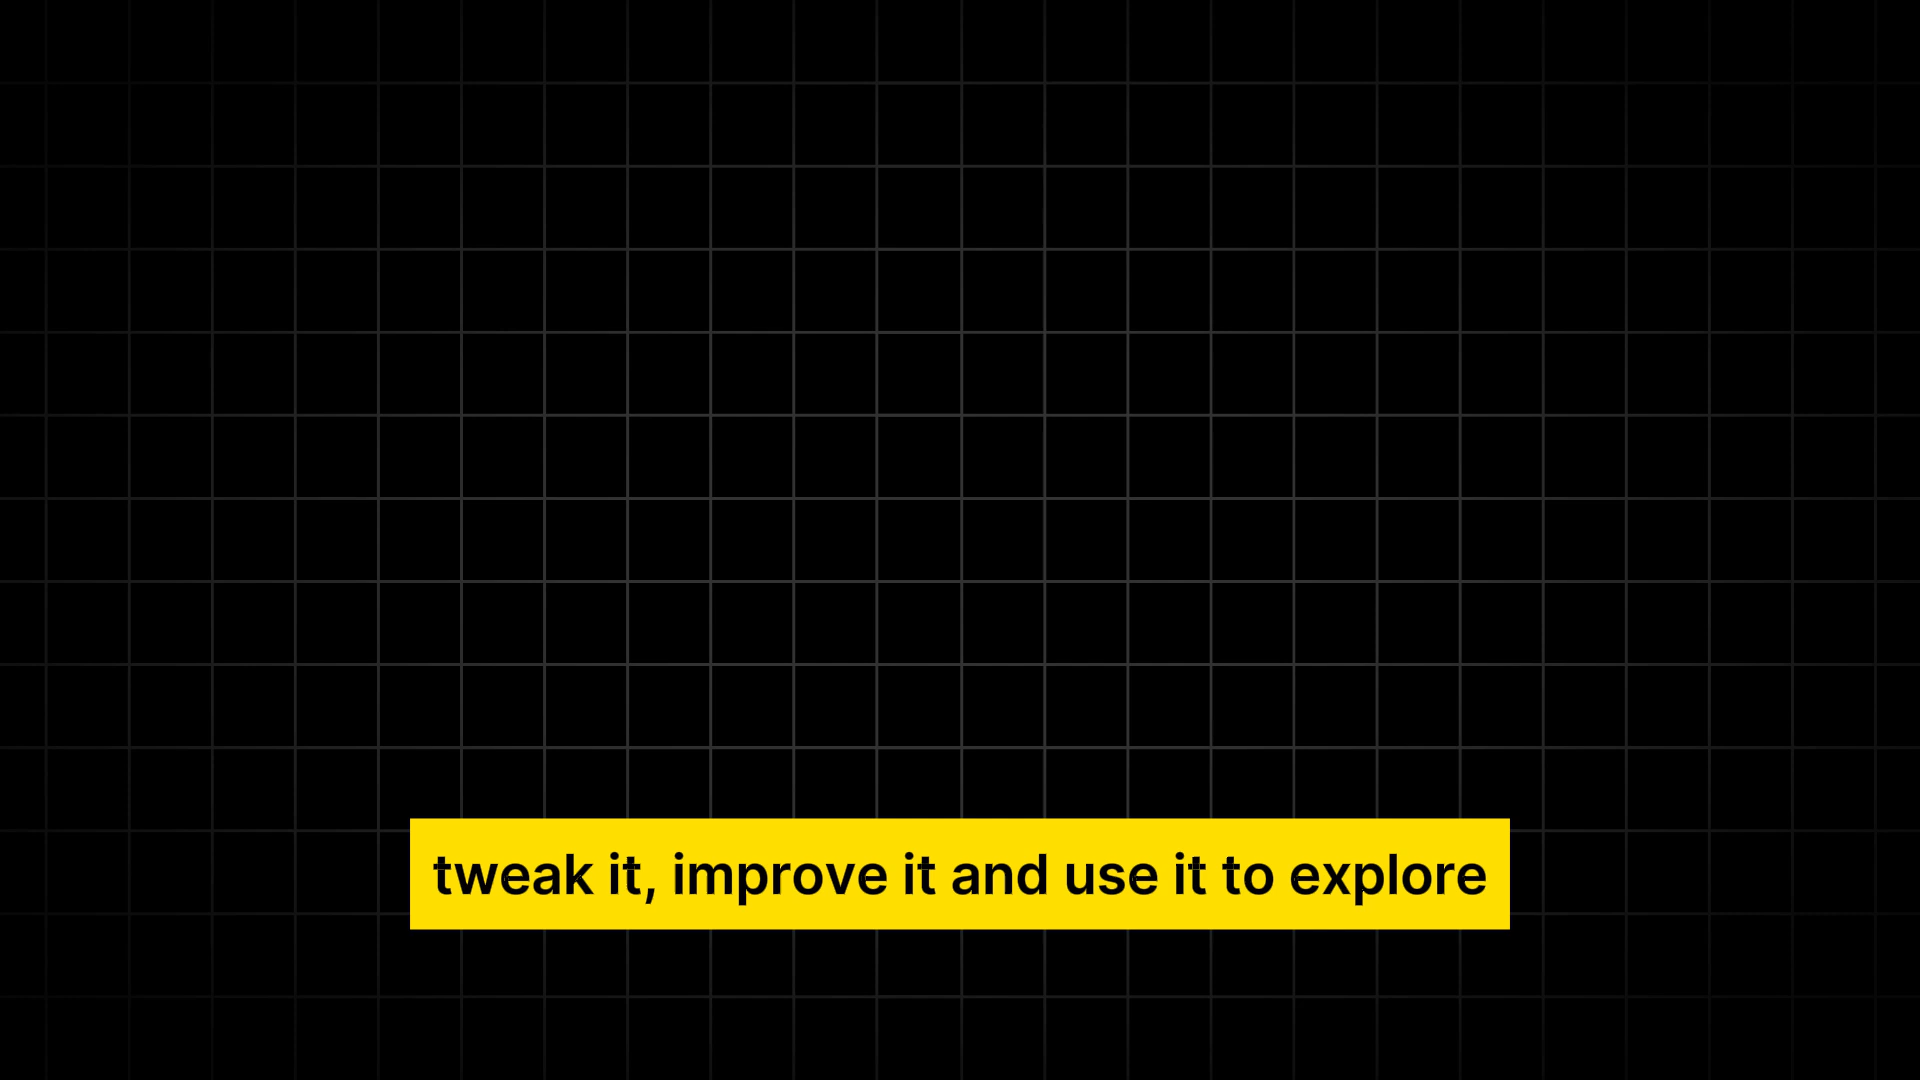 tweak it, improve it and use it to explore